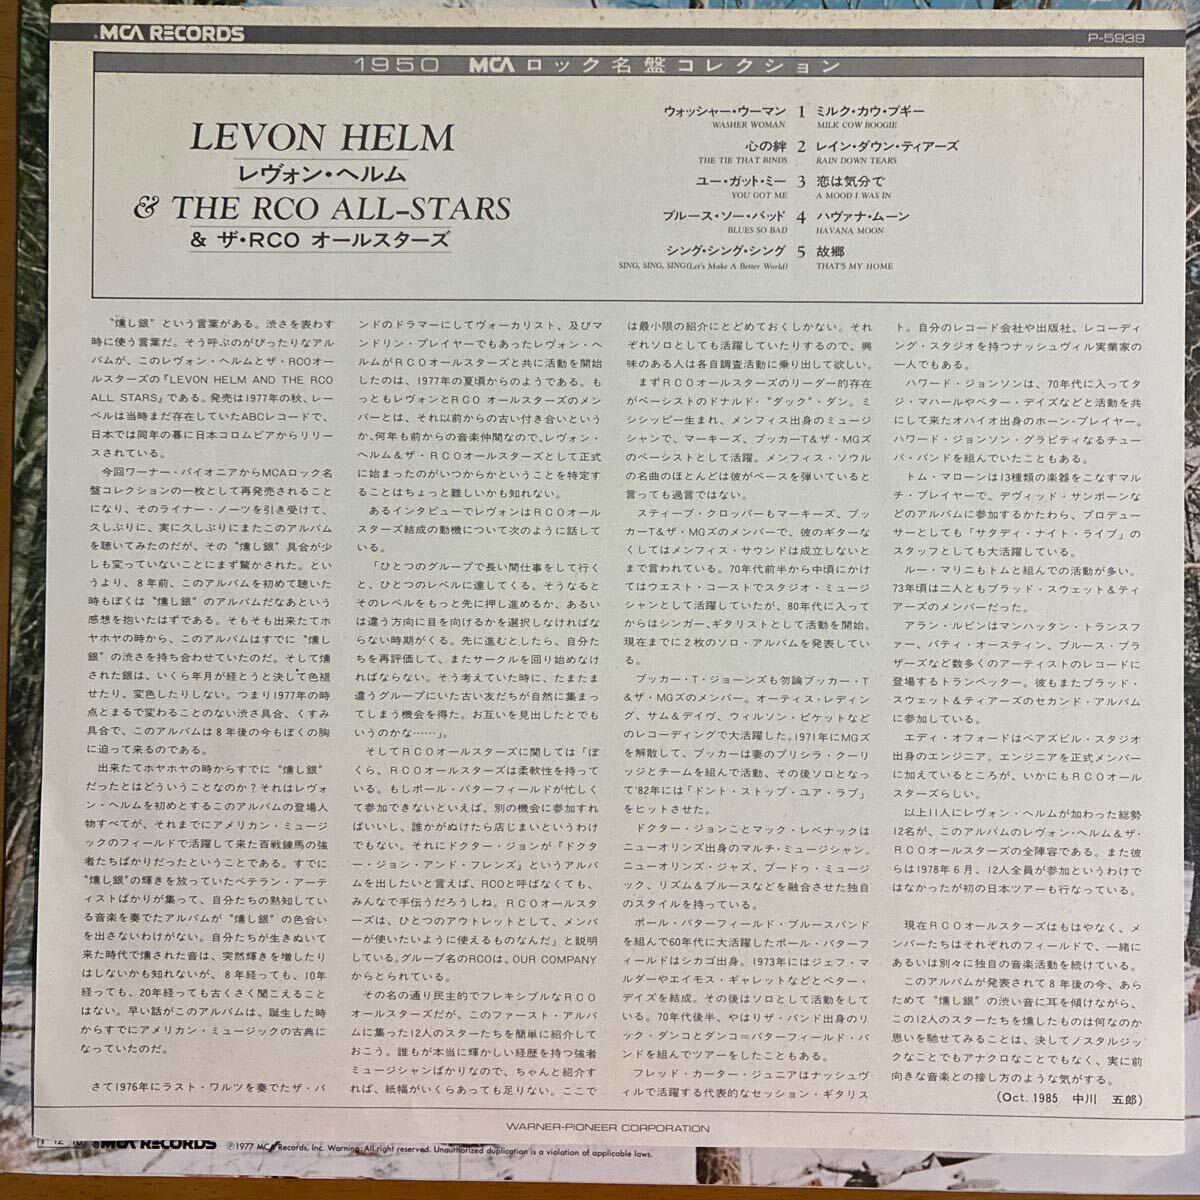 MCA RECORDS
P-5939
1950 MCA ロック名盤コレクション
LEVON HELM
レヴォン・ヘルム
& THE RCO ALL-STARS
& ザ・RCO オールスターズ
ウォッシャー・ウーマン 1 ミルク・カウ・ブギー
WASHER WOMAN MILK COW BOOGIE
心の絆 2 レイン・ダウン・ティアーズ
THE TIE THAT BINDS RAIN DOWN TEARS
ユー・ガット・ミー 3 恋は気分で
YOU GOT ME A MOOD I WAS IN
ブルース・ソー・バッド 4 ハヴァナ・ムーン
BLUES SO BAD HAVANA MOON
シング・シング・シング 5 故郷
SING, SING, SING(Let's Make A Better World) THAT'S MY HOME
“燻し銀”という言葉がある。渋さを表わす
時に使う言葉だ。そう呼ぶのがぴったりなアル
バムが、このレヴォン・ヘルムとザ・RCOオー
ルスターズの『LEVON HELM AND THE RCO
ALL STARS』である。発売は1977年の秋、レー
ベルは当時まだ存在していたABCレコードで、
日本では同年の暮に日本コロムビアからリリー
スされている。
今回ワーナー・パイオニアからMCAロック名
盤コレクションの一枚として再発売されること
になり、そのライナー・ノーツを引き受けて、
久しぶりに、実に久しぶりにまたこのアルバム
を聴いてみたのだが、その“燻し銀”具合が少
しも変っていないことにまず驚かされた。とい
うより、8年前、このアルバムを初めて聴いた
時もぼくは“燻し銀”のアルバムだなあという
感想を抱いたはずである。そもそも出来たてホ
ヤホヤの時から、このアルバムはすでに“燻し
銀”の渋さを持ち合わせていたのだ。そして燻
された銀は、いくら年月が経とうと決して色褪
せたり、変色したりしない。つまり1977年の時
点とまるで変わることのない渋さ具合、くすみ
具合で、このアルバムは8年後の今もぼくの胸
に迫って来るのである。
出来たてホヤホヤの時からすでに“燻し銀”
だったとはどういうことなのか？それはレヴォ
ン・ヘルムを初めとするこのアルバムの登場人
物すべてが、それまでにアメリカン・ミュージ
ックのフィールドで活躍して来た百戦錬馬の強
者たちばかりだったということである。すでに
“燻し銀”の輝きを放っていたベテラン・アーテ
ィストばかりが集って、自分たちの熟知してい
る音楽を奏でたアルバムが“燻し銀”の色合い
を出さないわけがない。自分たちが生きぬいて
来た時代で燻された音は、突然輝きを増したり
はしないかも知れないが、8年経っても、10年
経っても、20年経っても古くさく聞こえること
はない。早い話がこのアルバムは、誕生した時
からすでにアメリカン・ミュージックの古典に
なっていたのだ。
さて1976年にラスト・ワルツを奏でたザ・バ
ンドのドラマーにしてヴォーカリスト、及びマ
ンドリン・プレイヤーでもあったレヴォン・ヘ
ルムがRCOオールスターズと共に活動を開始
したのは、1977年の夏頃からのようである。も
っともレヴォンとRCO オールスターズのメン
バーとは、それ以前からの古い付き合いという
か、何年も前からの音楽仲間なので、レヴォン・
ヘルム&ザ・RCOオールスターズとして正式
に始まったのがいつからかということを特定す
ることはちょっと難しいかも知れない。
あるインタビューでレヴォンはRCOオール
スターズ結成の動機について次のように話して
いる。
「ひとつのグループで長い間仕事をして行く
と、ひとつのレベルに達してくる。そうなると
そのレベルをもっと先に押し進めるか、あるい
は違う方向に目を向けるかを選択しなければな
らない時期がくる。先に進むとしたら、自分た
ちを再評価して、またサークルを回り始めなけ
ればならない。そう考えていた時に、たまたま
違うグループにいた古い友だちが自然に集まっ
てしまう機会を得た。お互いを見出したとでも
いうのかな……」。
そしてRCOオールスターズに関しては「ぼ
くら、RCOオールスターズは柔軟性を持って
いる。もしポール・バターフィールドが忙しく
て参加できないといえば、別の機会に参加すれ
ばいいし、誰かがぬけたら店じまいというわけ
でもない。それにドクター・ジョンが『ドクタ
ー・ジョン・アンド・フレンズ』というアルバ
ムを出したいと言えば、RCOと呼ばなくても、
みんなで手伝うだろうしね。RCOオールスタ
ーズは、ひとつのアウトレットとして、メンバ
ーが使いたいように使えるものなんだ」と説明
している。グループ名のRCOは、OUR COMPANY
からとられている。
その名の通り民主的でフレキシブルなRCO
オールスターズだが、このファースト・アルバ
ムに集った12人のスターたちを簡単に紹介して
おこう。誰もが本当に輝かしい経歴を持つ強者
ミュージシャンばかりなので、ちゃんと紹介す
れば、紙幅がいくらあっても足りない。ここで
は最小限の紹介にとどめておくしかない。それ
ぞれソロとしても活躍していたりするので、興
味のある人は各自調査活動に乗り出して欲しい。
まずRCOオールスターズのリーダー的存在
がベーシストのドナルド・“ダック”・ダン。ミ
シシッピー生まれ、メンフィス出身のミュージ
シャンで、マーキーズ、ブッカーT&ザ・MGズ
のベーシストとして活躍。メンフィス・ソウル
の名曲のほとんどは彼がベースを弾いていると
言っても過言ではない。
スティーブ・クロッパーもマーキーズ、ブッ
カーT&ザ・MGズのメンバーで、彼のギターな
くしてはメンフィス・サウンドは成立しないと
まで言われている。70年代前半から中頃にかけ
てはウエスト・コーストでスタジオ・ミュージ
シャンとして活躍していたが、80年代に入って
からはシンガー、ギタリストとして活動を開始。
現在までに2枚のソロ・アルバムを発表してい
る。
ブッカー・T・ジョーンズも勿論ブッカー・T
&ザ・MGズのメンバー。オーティス・レディン
グ、サム&デイヴ、ウィルソン・ピケットなど
のレコーディングで大活躍した。1971年にMGズ
を解散して、ブッカーは妻のプリシラ・クーリ
ッジとチームを組んで活動、その後ソロとなっ
て'82年には「ドント・ストップ・ユア・ラブ」
をヒットさせた。
ドクター・ジョンことマック・レベナックは
ニューオリンズ出身のマルチ・ミュージシャン。
ニューオリンズ・ジャズ、ブードゥ・ミュージ
ック、リズム&ブルースなどを融合させた独自
のスタイルを持っている。
ポール・バターフィールド・ブルースバンド
を組んで60年代に大活躍したポール・バターフ
ィールドはシカゴ出身。1973年にはジェフ・マ
ルダーやエイモス・ギャレットなどとベター・
デイズを結成。その後はソロとして活動をして
いる。70年代後半、やはりザ・バンド出身のリ
ック・ダンコとダンコ＝バターフィールド・バ
ンドを組んでツアーをしたこともある。
フレッド・カーター・ジュニアはナッシュヴ
ィルで活躍する代表的なセッション・ギタリス
ト。自分のレコード会社や出版社、レコーディ
ング・スタジオを持つナッシュヴィル実業家の
一人でもある。
ハワード・ジョンソンは、70年代に入ってタ
ジ・マハールやベター・デイズなどと活動を共
にして来たオハイオ出身のホーン・プレイヤー。
ハワード・ジョンソン・グラビティなるチュー
バ・バンドを組んでいたこともある。
トム・マローンは13種類の楽器をこなすマル
チ・プレイヤーで、デヴィッド・サンボーンな
どのアルバムに参加するかたわら、プロデュー
サーとしても「サタディ・ナイト・ライブ」の
スタッフとしても大活躍している。
ルー・マリニもトムと組んでの活動が多い。
73年頃は二人ともブラッド・スウェット&ティ
アーズのメンバーだった。
アラン・ルビンはマンハッタン・トランスフ
ァー、パティ・オースティン、ブルース・ブラ
ザーズなど数多くのアーティストのレコードに
登場するトランペッター。彼もまたブラッド・
スウェット&ティアーズのセカンド・アルバム
に参加している。
エディ・オフォードはベアズビル・スタジオ
出身のエンジニア。エンジニアを正式メンバー
に加えているところが、いかにもRCOオール
スターズらしい。
以上11人にレヴォン・ヘルムが加わった総勢
12名が、このアルバムのレヴォン・ヘルム&ザ・
RCOオールスターズの全陣容である。また彼
らは1978年6月、12人全員が参加というわけで
はなかったが初の日本ツアーも行なっている。
現在RCOオールスターズはもはやなく、メ
ンバーたちはそれぞれのフィールドで、一緒に
あるいは別々に独自の音楽活動を続けている。
このアルバムが発表されて8年後の今、あら
ためて“燻し銀”の渋い音に耳を傾けながら、
この12人のスターたちを燻したものは何なのか
思いを馳せてみることは、決してノスタルジッ
クなことでもアナクロなことでもなく、実に前
向きな音楽との接し方のような気がする。
(Oct. 1985 中川 五郎)
WARNER-PIONEER CORPORATION
MCA RECORDS ℗1977 MCA Records, Inc. Warning: All right reserved. Unauthorized duplication is a violation of applicable laws.